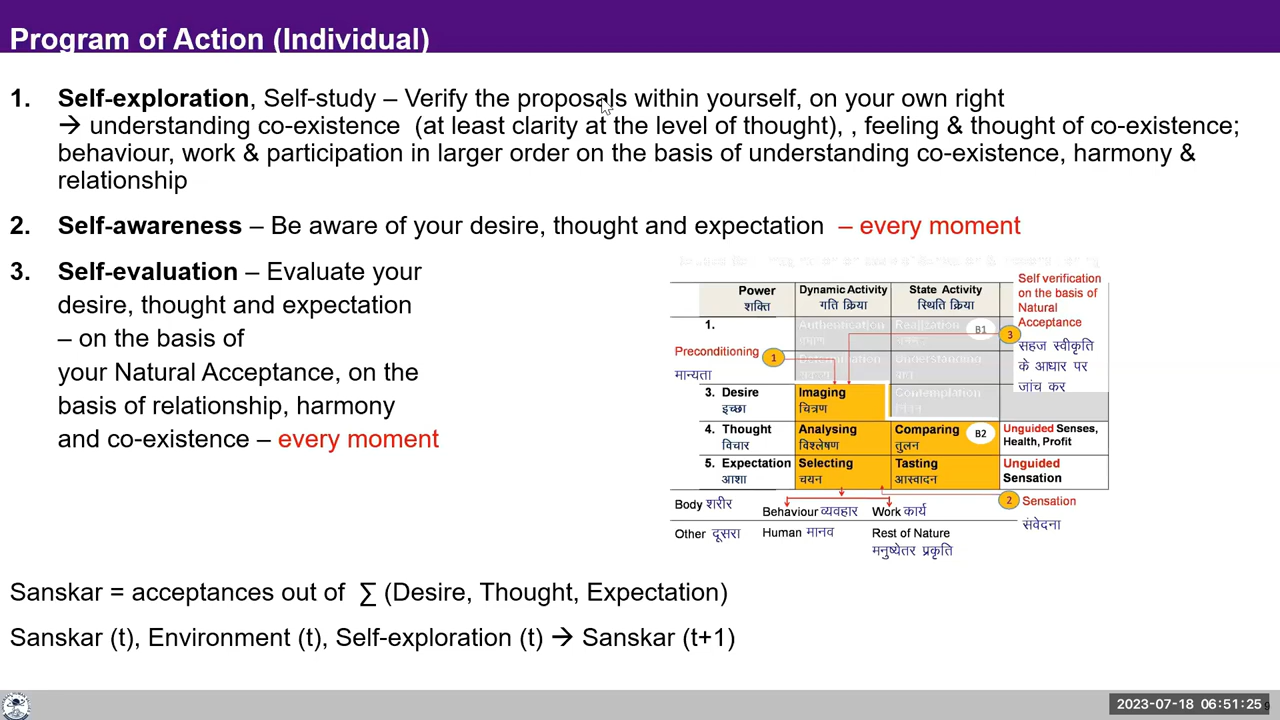 Program of Action (Individual)
1. Self-exploration, Self-study – Verify the proposals within yourself, on your own right
→ understanding co-existence (at least clarity at the level of thought), , feeling & thought of co-existence;
behaviour, work & participation in larger order on the basis of understanding co-existence, harmony &
relationship
2. Self-awareness – Be aware of your desire, thought and expectation – every moment
3. Self-evaluation – Evaluate your
desire, thought and expectation
– on the basis of
your Natural Acceptance, on the
basis of relationship, harmony
and co-existence – every moment
Power Dynamic Activity State Activity
शक्ति गति क्रिया स्थिति क्रिया
Self verification
on the basis of
Natural
Acceptance
सहज स्वीकृति
के आधार पर
जांच कर
1. Authentication Realization B1 3
Preconditioning 1 Understanding
मान्यता
3. Desire Imaging Contemplation
इच्छा चित्रण
4. Thought Analysing Comparing B2 Unguided Senses,
विचार विश्लेषण तुलन Health, Profit
5. Expectation Selecting Tasting Unguided
आशा चयन आस्वादन Sensation
Body शरीर Behaviour व्यवहार Work कार्य 2 Sensation
संवेदना
Other दूसरा Human मानव Rest of Nature
मनुष्येतर प्रकृति
Sanskar = acceptances out of ∑ (Desire, Thought, Expectation)
Sanskar (t), Environment (t), Self-exploration (t) → Sanskar (t+1)
2023-07-18 06:51:25
9